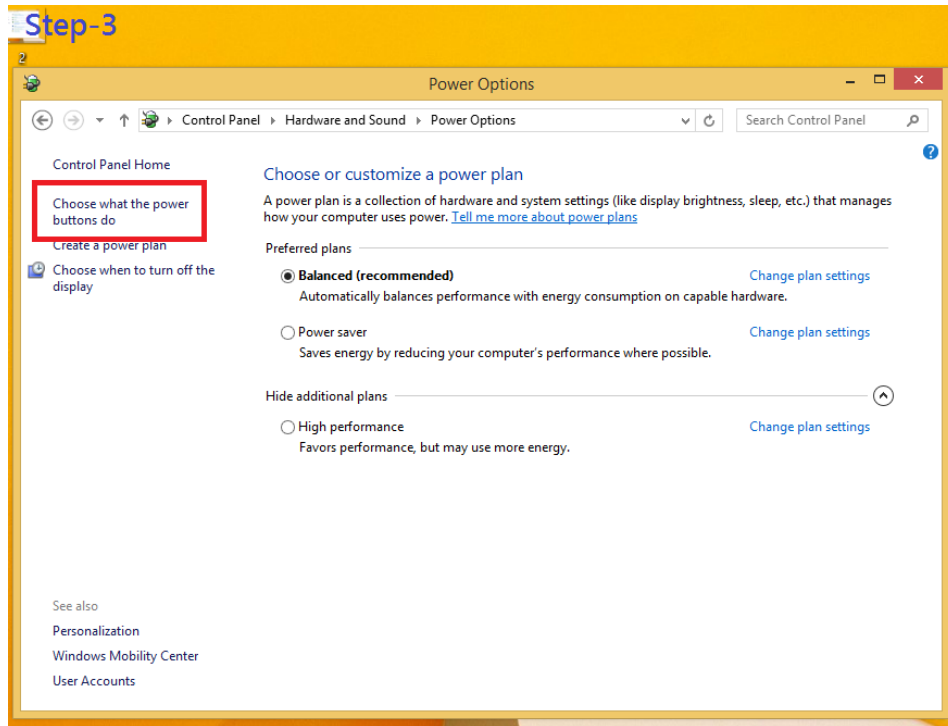 Step-3
2
Power Options
Control Panel Hardware and Sound Power Options
Search Control Panel
Control Panel Home
Choose what the power
buttons do
Create a power plan
Choose when to turn off the
display
Choose or customize a power plan
A power plan is a collection of hardware and system settings (like display brightness, sleep, etc.) that manages
how your computer uses power. Tell me more about power plans
Preferred plans
Balanced (recommended) Change plan settings
Automatically balances performance with energy consumption on capable hardware.
Power saver Change plan settings
Saves energy by reducing your computer's performance where possible.
Hide additional plans
High performance Change plan settings
Favors performance, but may use more energy.
See also
Personalization
Windows Mobility Center
User Accounts